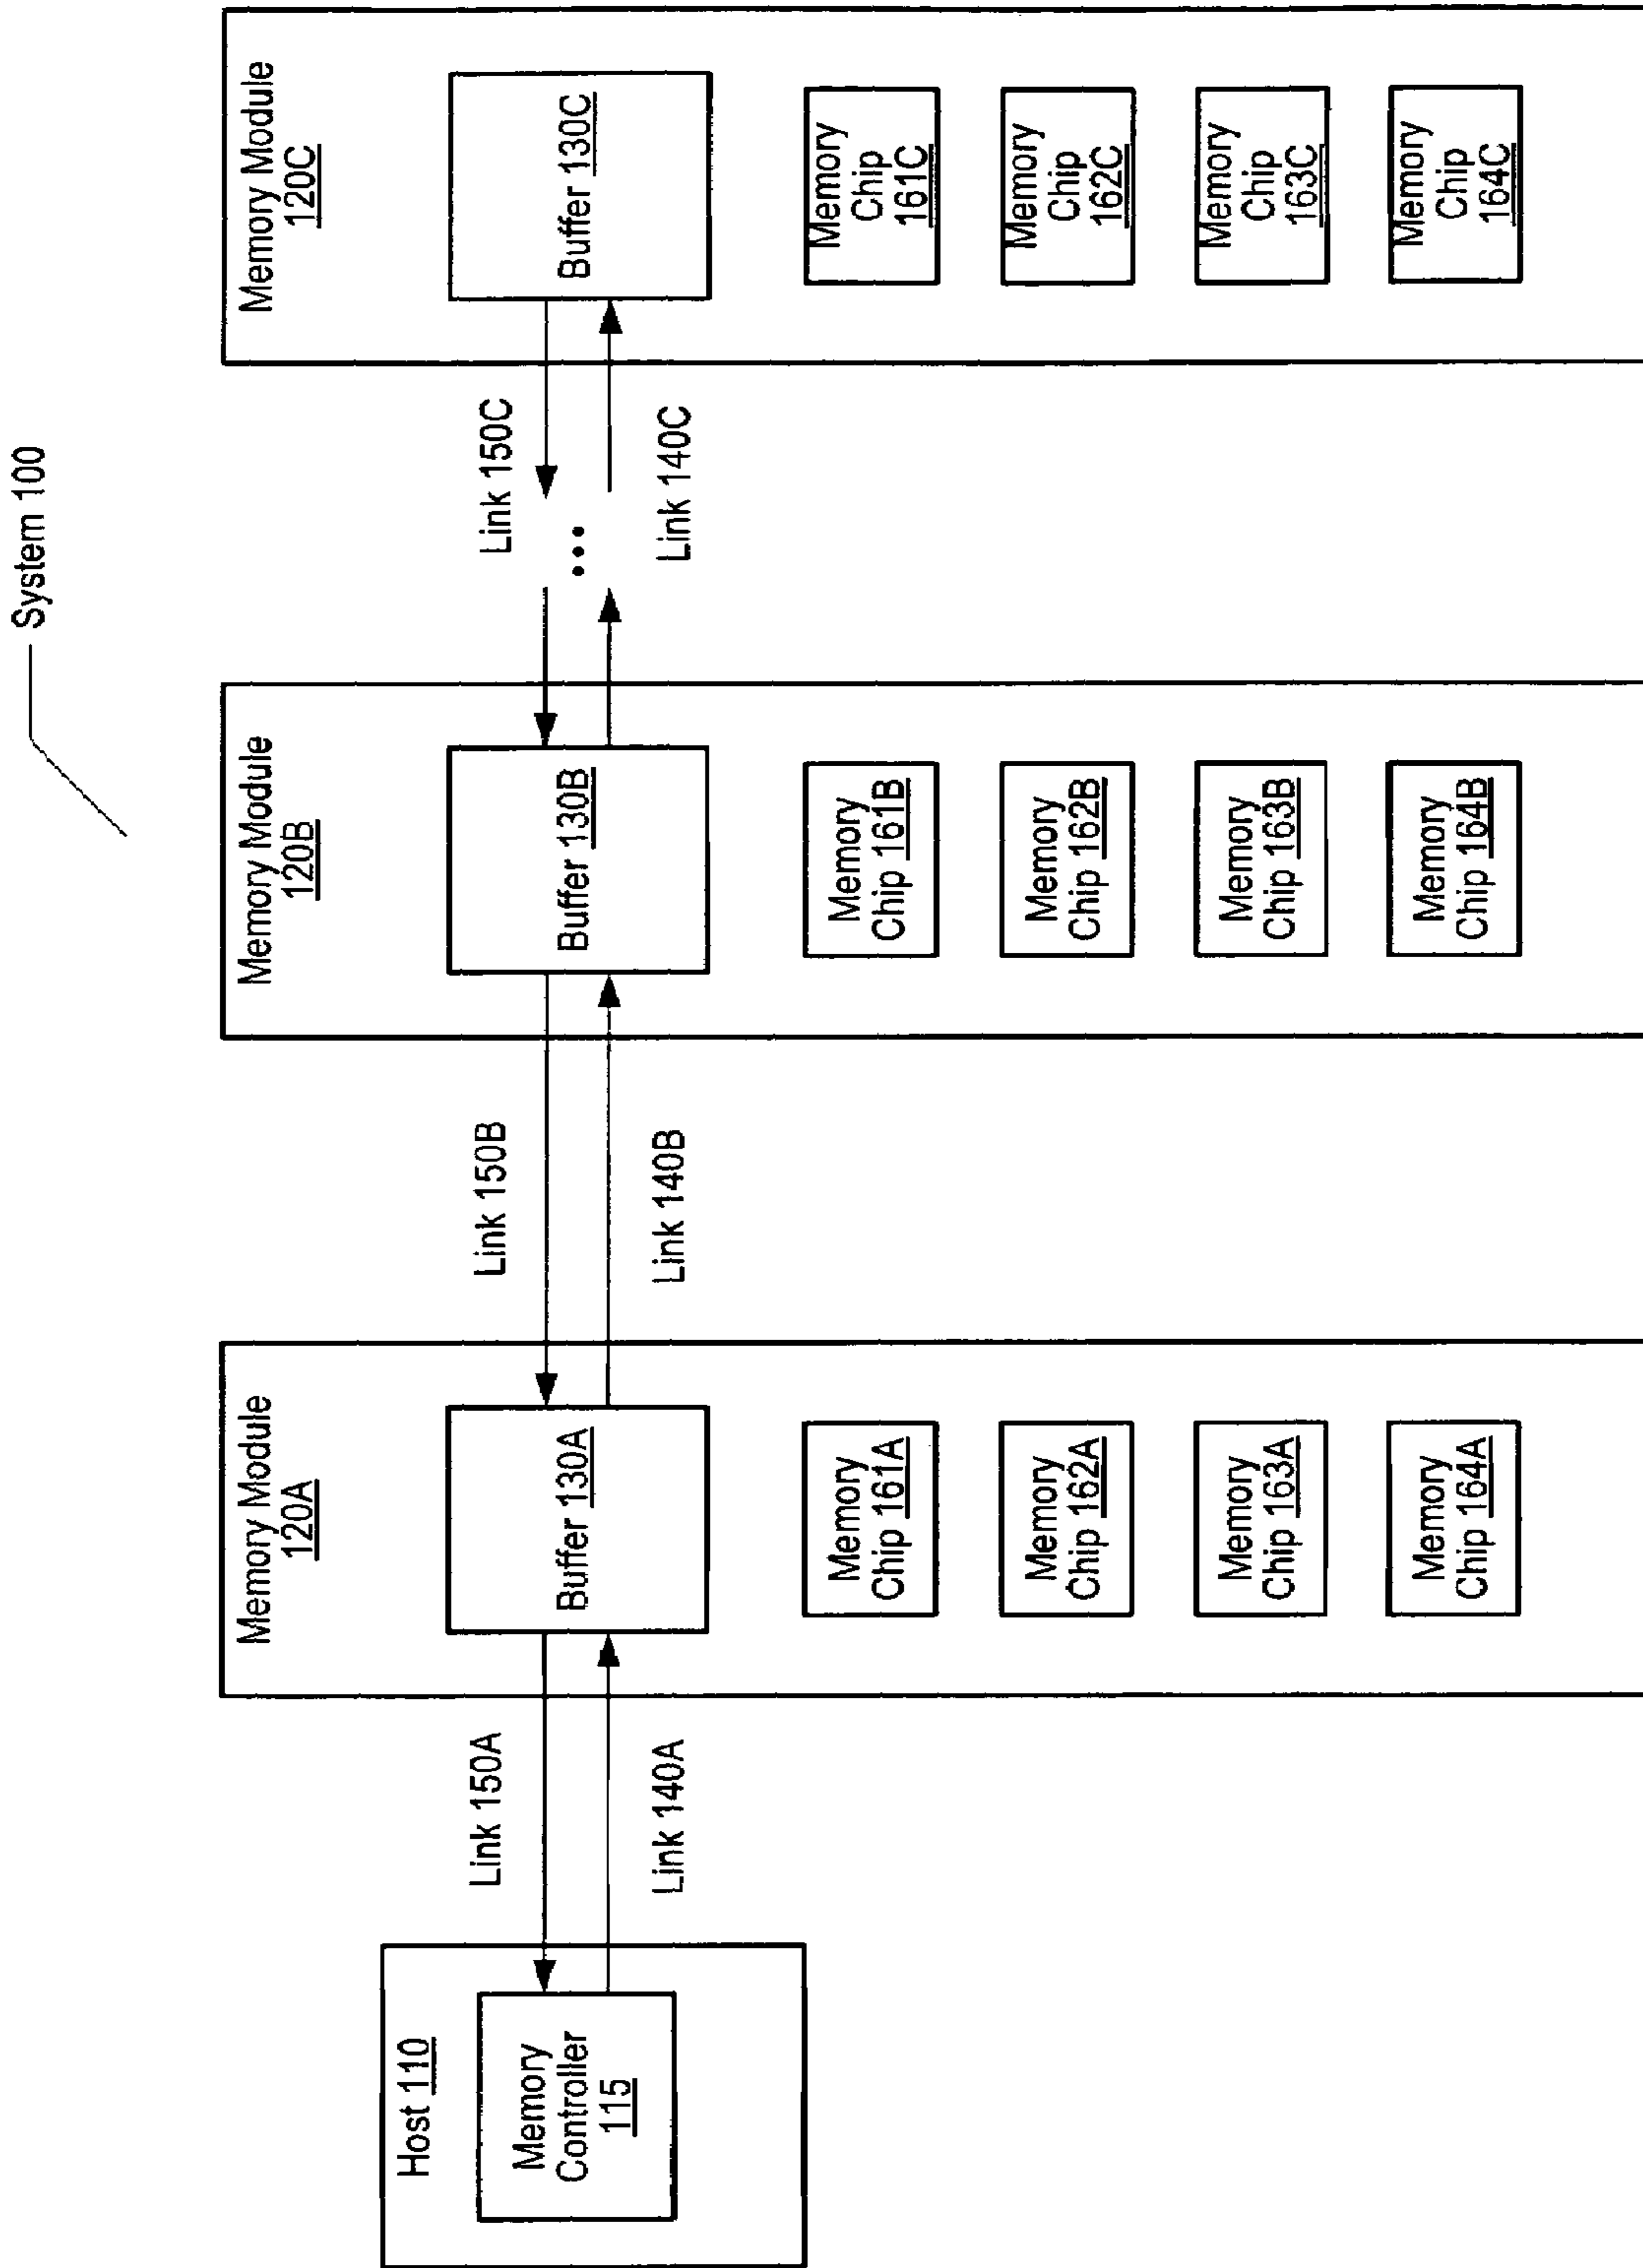 System 100
Host 110
Memory
Controller
115
Link 150A
Link 140A
Memory Module
120A
Buffer 130A
Memory
Chip 161A
Memory
Chip 162A
Memory
Chip 163A
Memory
Chip 164A
Link 150B
Link 140B
Memory Module
120B
Buffer 130B
Memory
Chip 161B
Memory
Chip 162B
Memory
Chip 163B
Memory
Chip 164B
Link 150C
...
Link 140C
Memory Module
120C
Buffer 130C
Memory
Chip
161C
Memory
Chip
162C
Memory
Chip
163C
Memory
Chip
164C